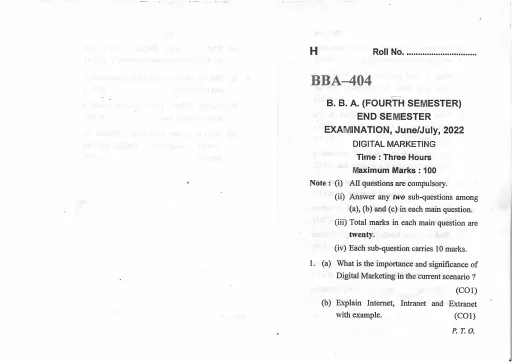 H Roll No. ..............................
BBA–404
B. B. A. (FOURTH SEMESTER)
END SEMESTER
EXAMINATION, June/July, 2022
DIGITAL MARKETING
Time : Three Hours
Maximum Marks : 100
Note : (i) All questions are compulsory.
(ii) Answer any two sub-questions among
(a), (b) and (c) in each main question.
(iii) Total marks in each main question are
twenty.
(iv) Each sub-question carries 10 marks.
1. (a) What is the importance and significance of
Digital Marketing in the current scenario ?
(CO1)
(b) Explain Internet, Intranet and Extranet
with example. (CO1)
P. T. O.